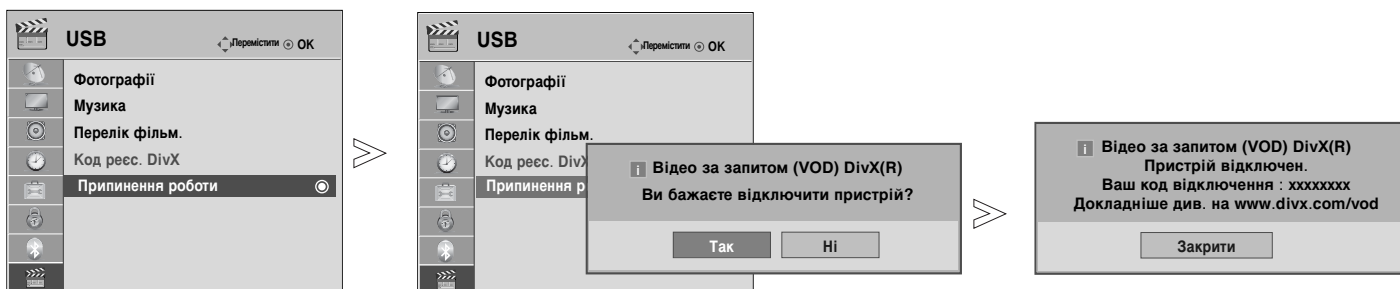 USB
Перемістити OK
Фотографії
Музика
Перелік фільм.
Код реєс. DivX
Припинення роботи
USB
Перемістити OK
Фотографії
Музика
Перелік фільм.
Код реєс. DivX
Припинення р
Відео за запитом (VOD) DivX(R)
Ви бажаєте відключити пристрій?
Так
Ні
Відео за запитом (VOD) DivX(R)
Пристрій відключен.
Ваш код відключення : xxxxxxxx
Докладніше див. на www.divx.com/vod
Закрити